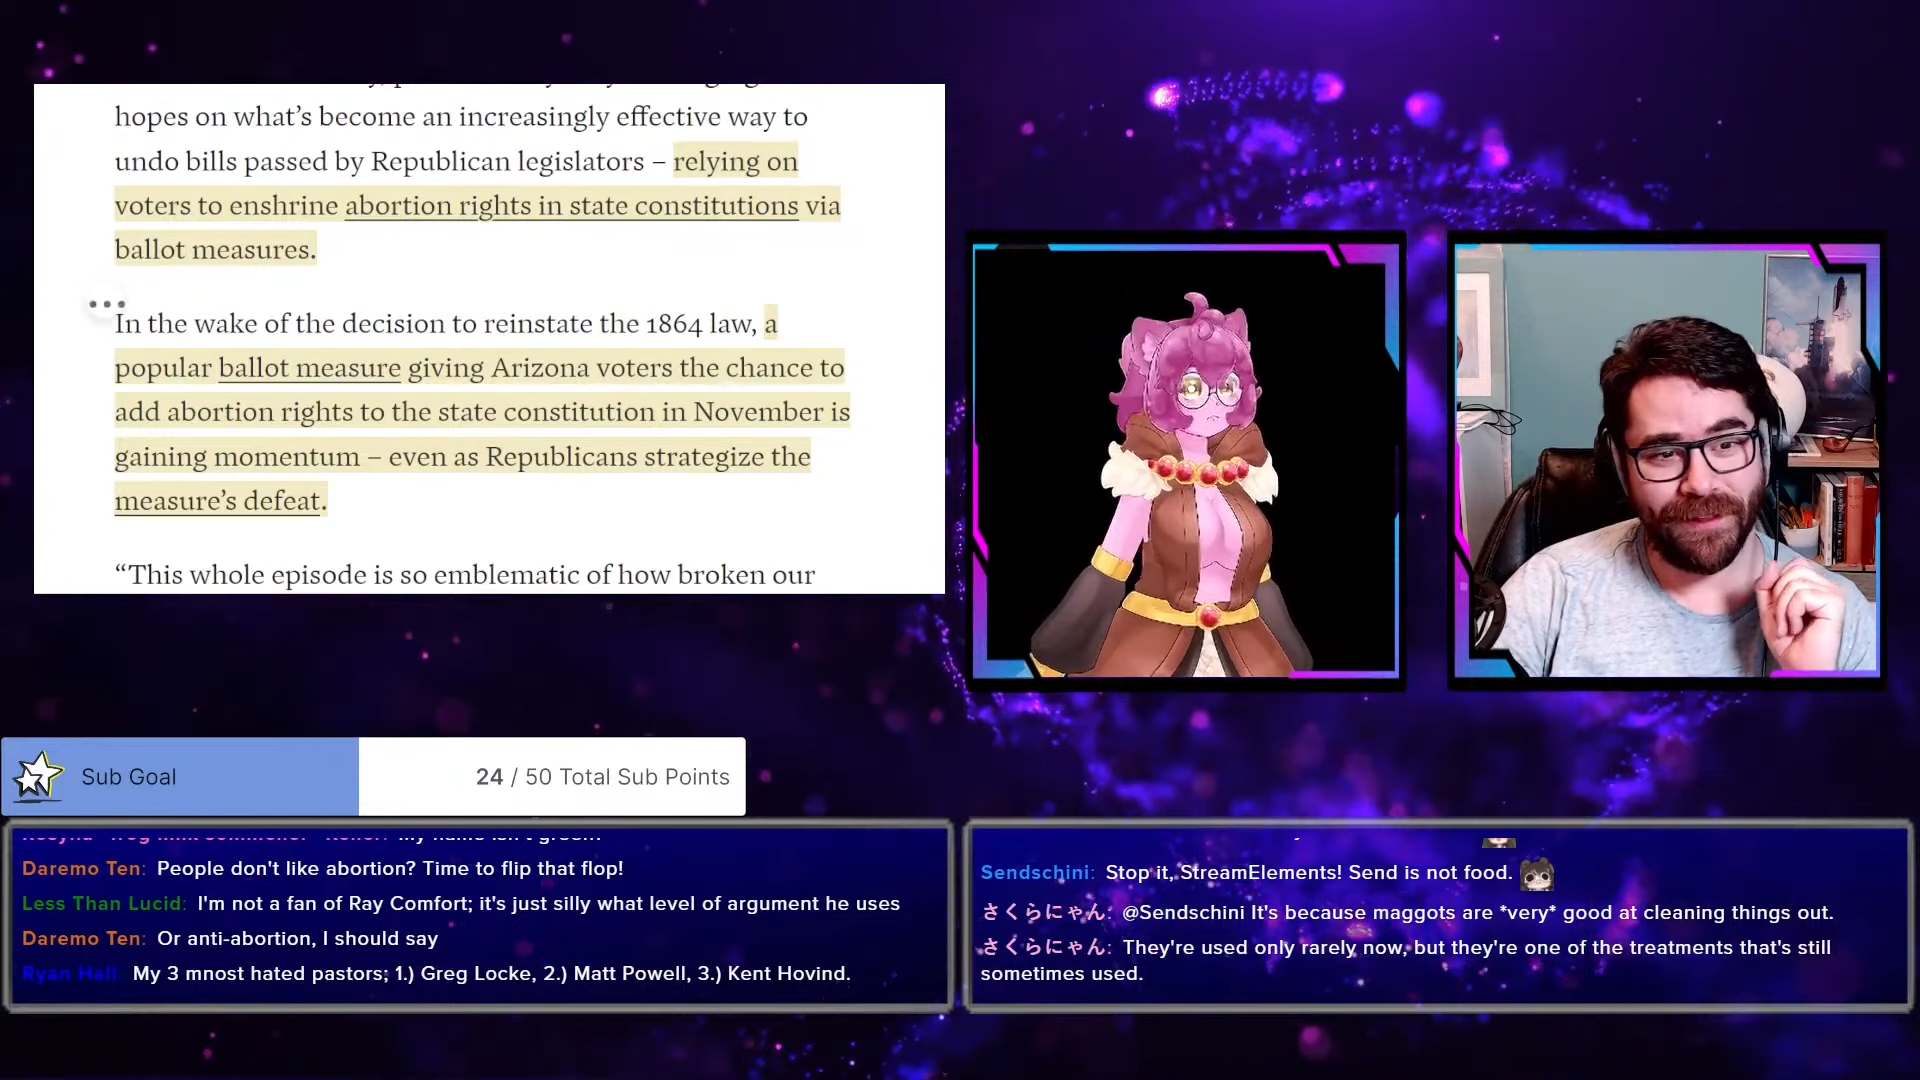 hopes on what’s become an increasingly effective way to
undo bills passed by Republican legislators – relying on
voters to enshrine abortion rights in state constitutions via
ballot measures.
In the wake of the decision to reinstate the 1864 law, a
popular ballot measure giving Arizona voters the chance to
add abortion rights to the state constitution in November is
gaining momentum – even as Republicans strategize the
measure’s defeat.
“This whole episode is so emblematic of how broken our
Sub Goal
24 / 50 Total Sub Points
Daremo Ten: People don't like abortion? Time to flip that flop!
Less Than Lucid: I'm not a fan of Ray Comfort; it's just silly what level of argument he uses
Daremo Ten: Or anti-abortion, I should say
Ryan Hall: My 3 mnost hated pastors; 1.) Greg Locke, 2.) Matt Powell, 3.) Kent Hovind.
Sendschini: Stop it, StreamElements! Send is not food.
さくらにゃん: @Sendschini It's because maggots are *very* good at cleaning things out.
さくらにゃん: They're used only rarely now, but they're one of the treatments that's still
sometimes used.